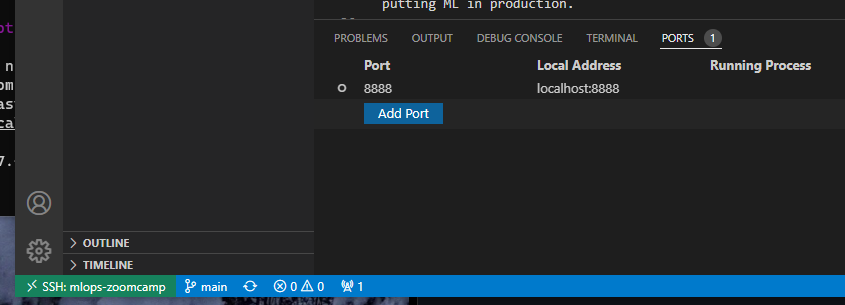 putting ML in production.
PROBLEMS OUTPUT DEBUG CONSOLE TERMINAL PORTS 1
Port Local Address Running Process
8888 localhost:8888
Add Port
OUTLINE
TIMELINE
SSH: mlops-zoomcamp main 0 0 1